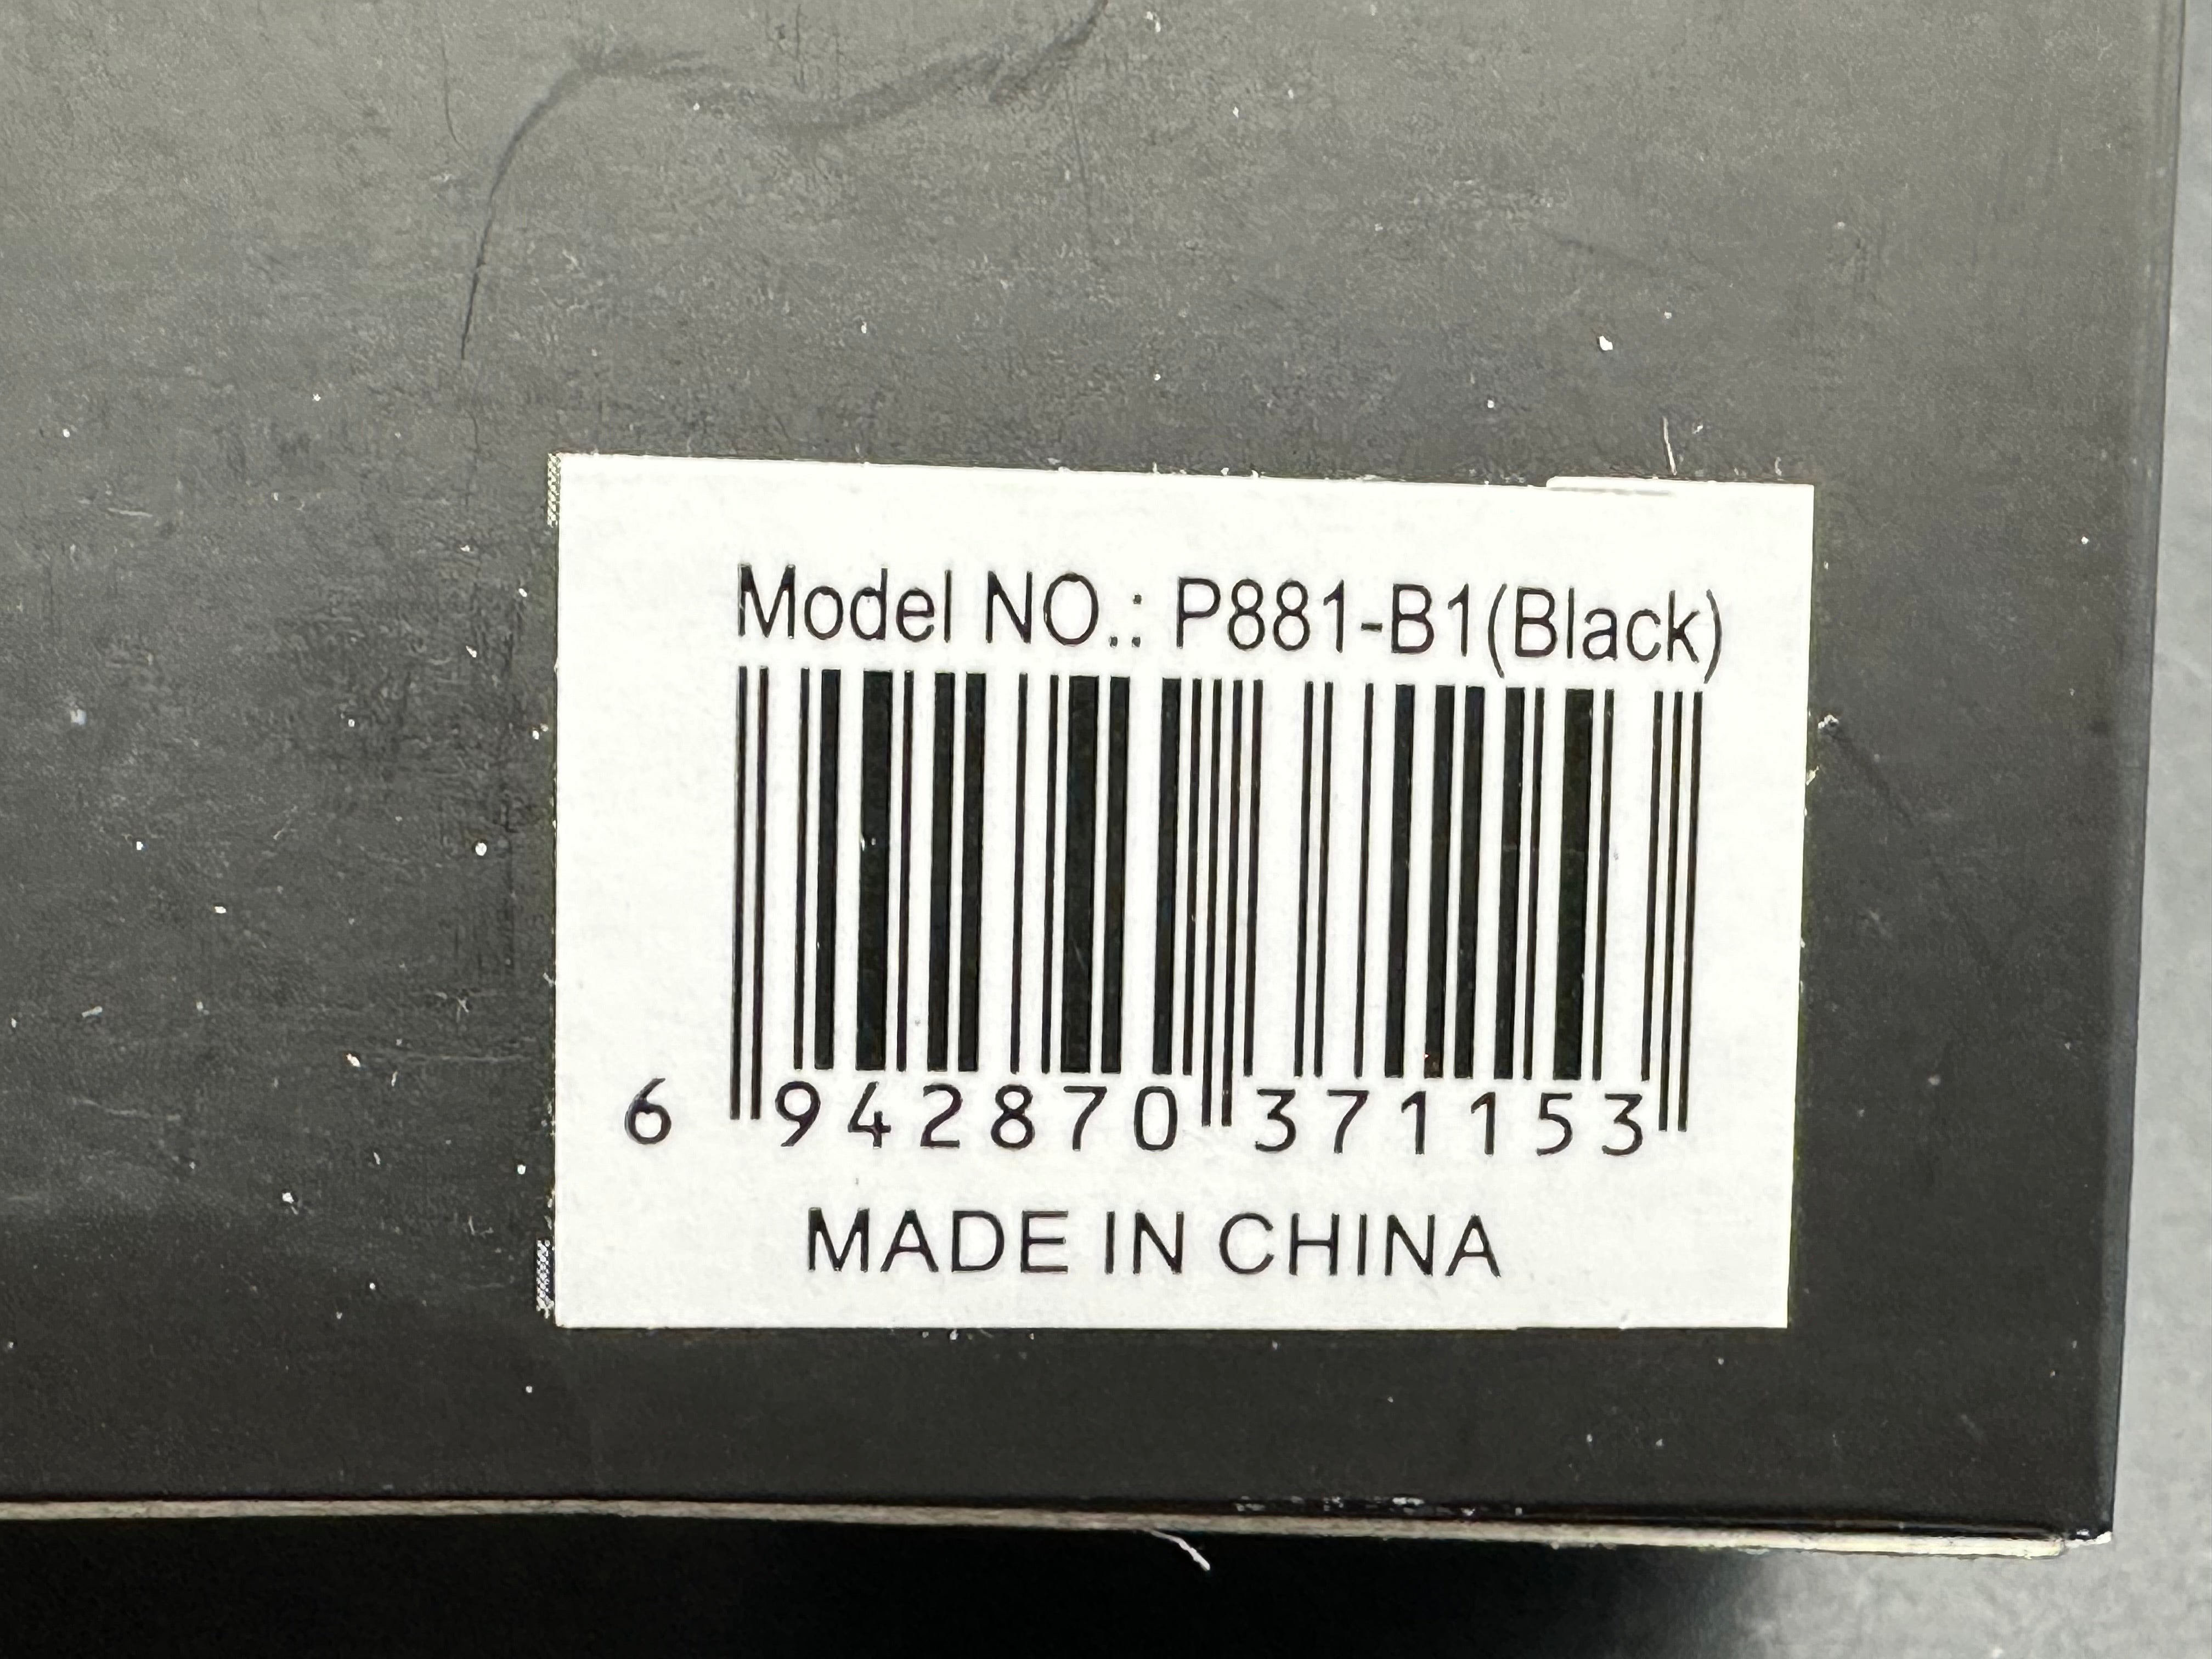 Model NO.: P881-B1(Black)
6 942870 371153
MADE IN CHINA